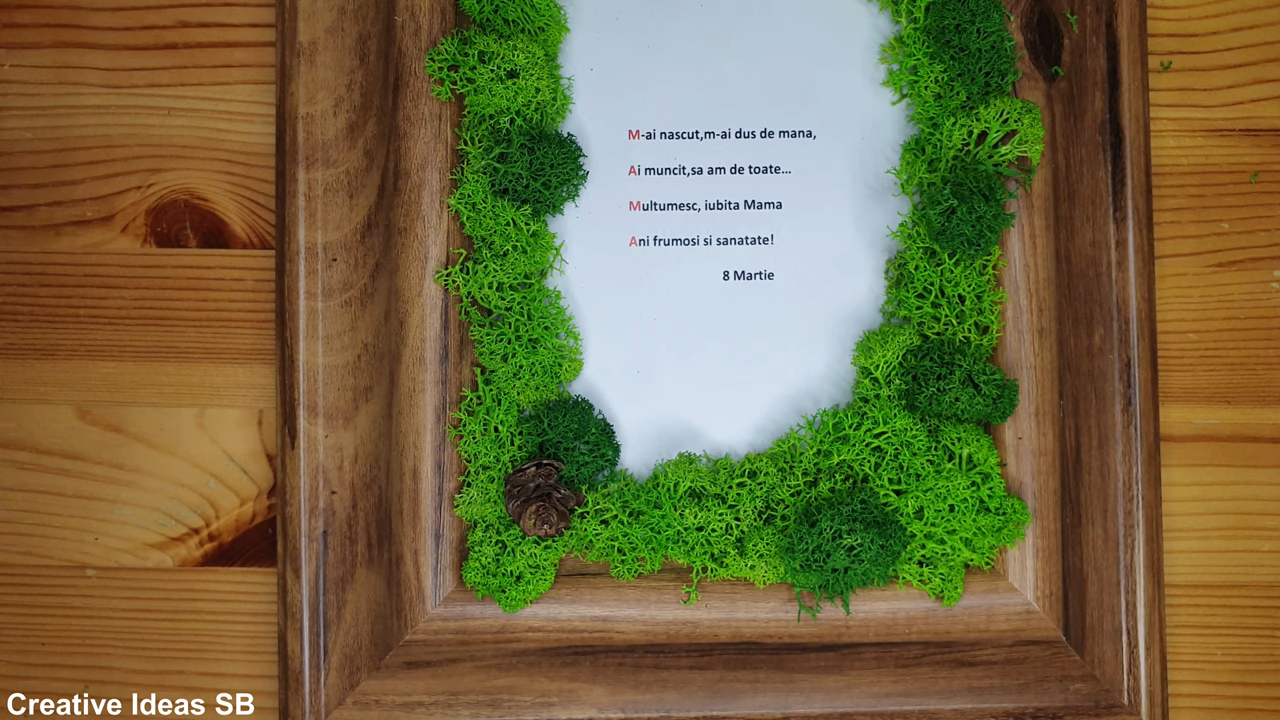 M-ai nascut,m-ai dus de mana,
Ai muncit,sa am de toate...
Multumesc, iubita Mama
Ani frumosi si sanatate!
8 Martie
Creative Ideas SB